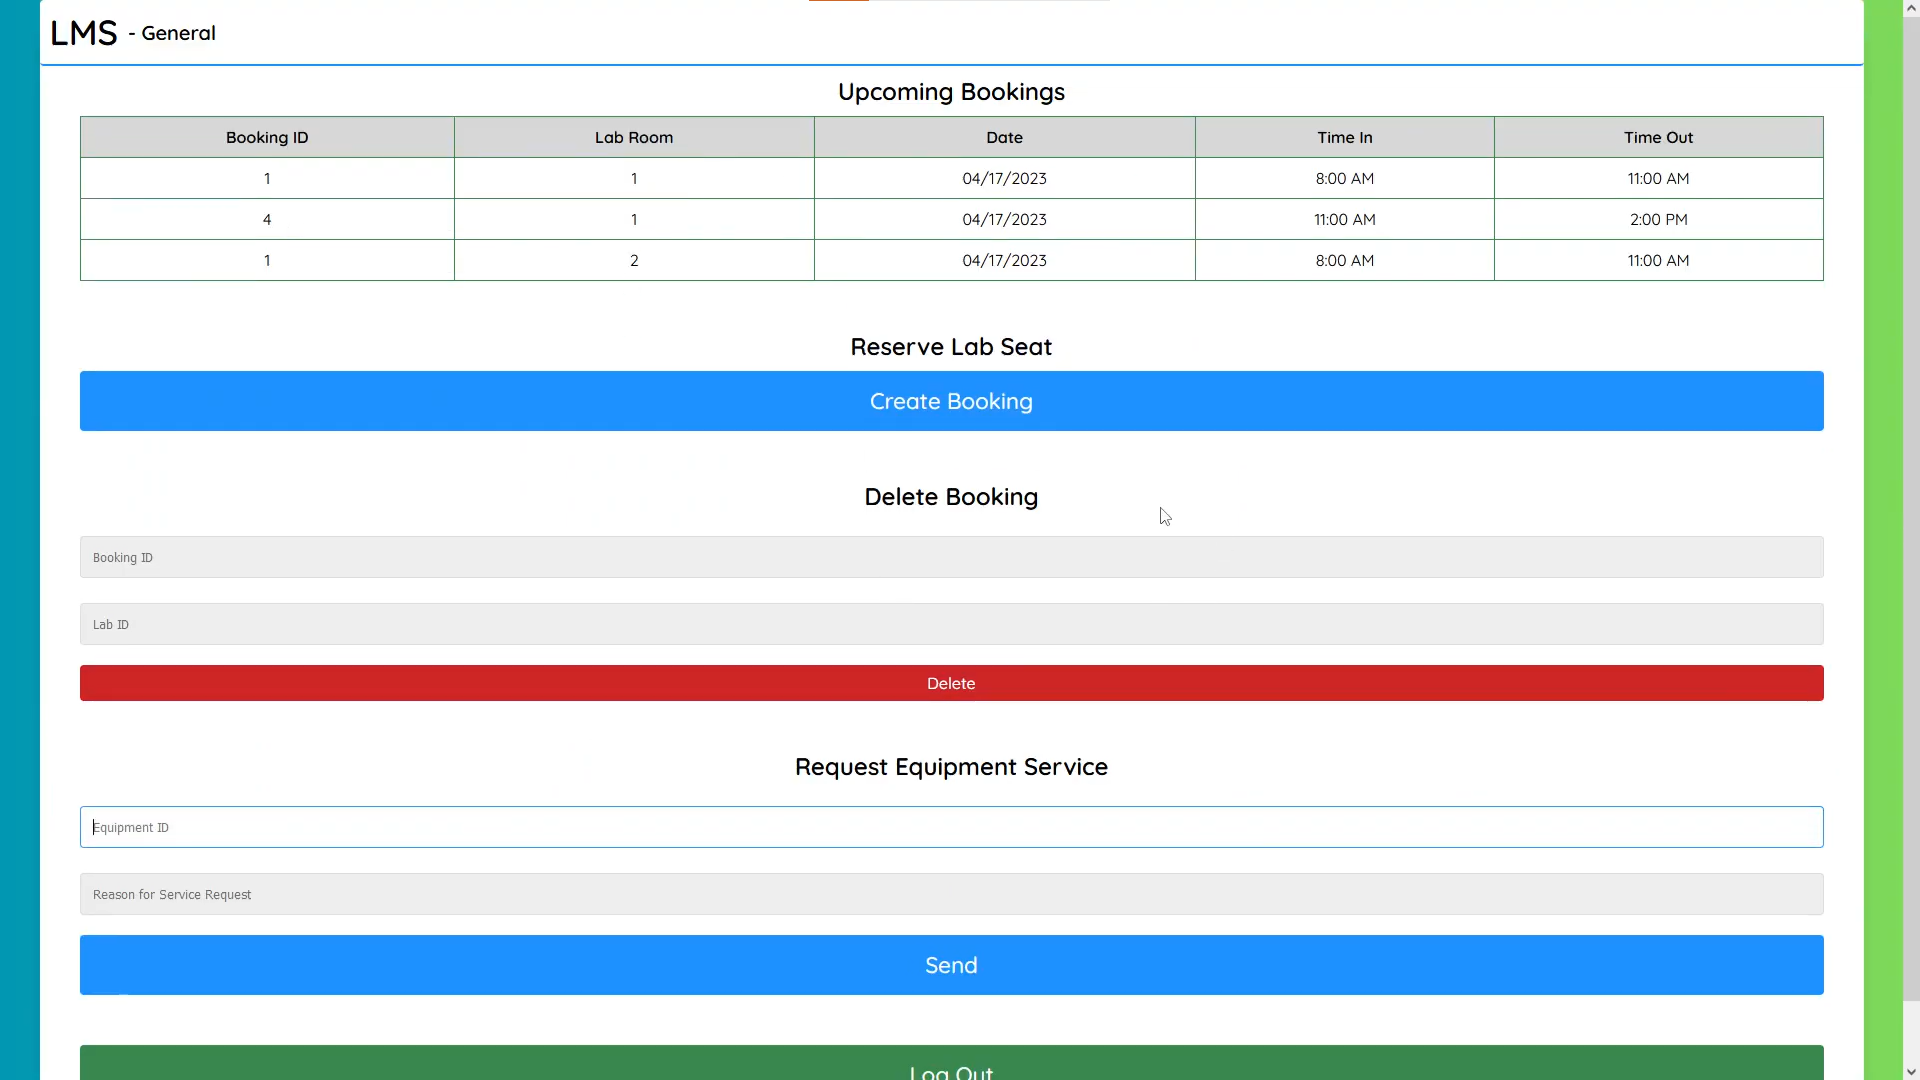 LMS - General
Upcoming Bookings
Booking ID Lab Room Date Time In Time Out
1 1 04/17/2023 8:00 AM 11:00 AM
4 1 04/17/2023 11:00 AM 2:00 PM
1 2 04/17/2023 8:00 AM 11:00 AM
Reserve Lab Seat
Create Booking
Delete Booking
Booking ID
Lab ID
Delete
Request Equipment Service
Equipment ID
Reason for Service Request
Send
Log Out